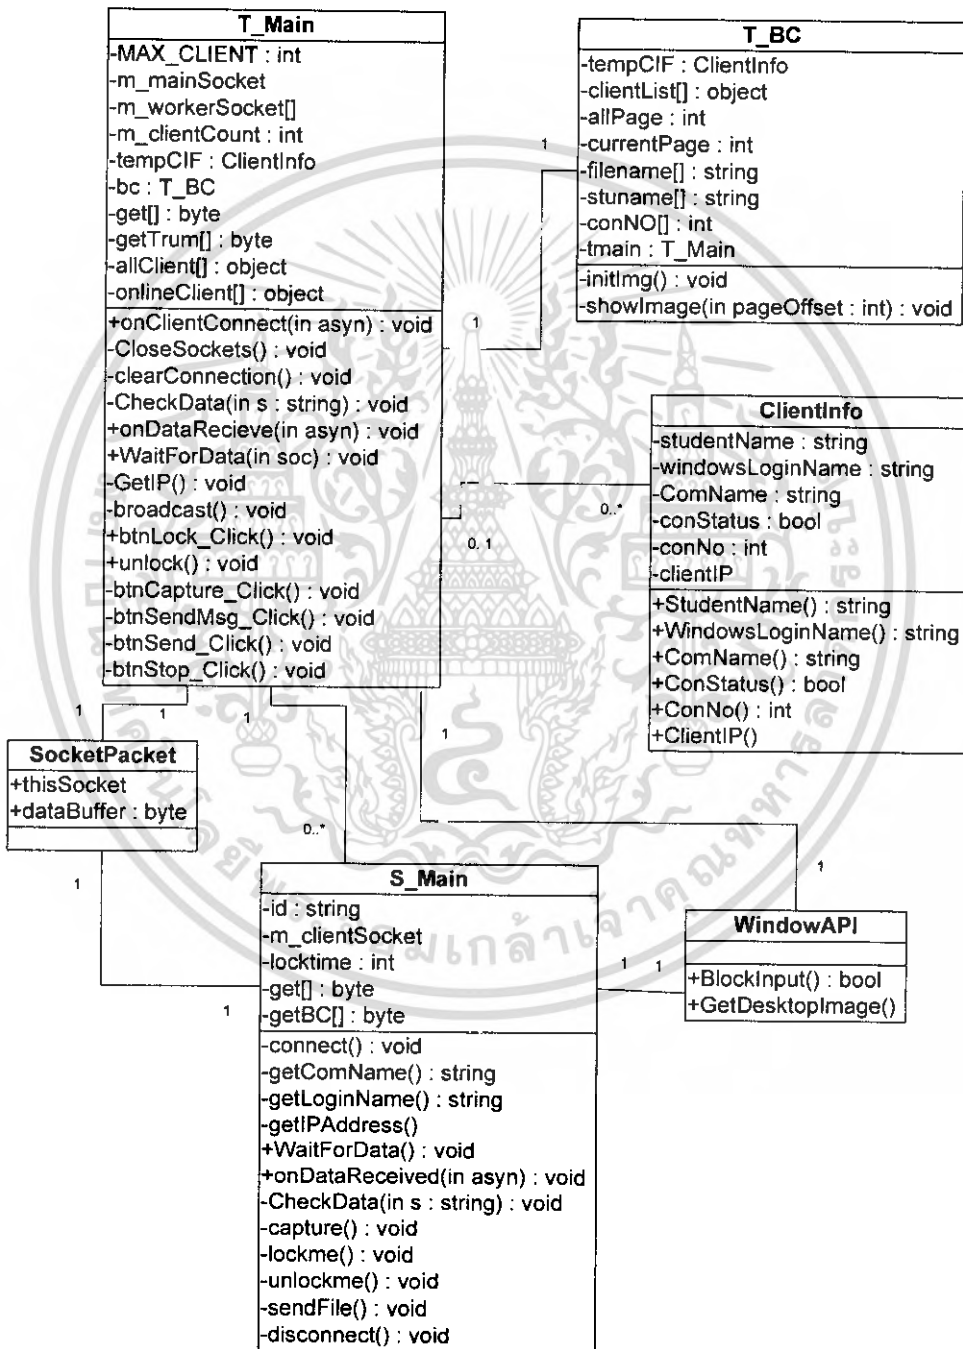 T_Main
-MAX_CLIENT : int
-m_mainSocket
-m_workerSocket[]
-m_clientCount : int
-tempCIF : ClientInfo
-bc : T_BC
-get[] : byte
-getTrum[] : byte
-allClient[] : object
-onlineClient[] : object
+onClientConnect(in asyn) : void
-CloseSockets() : void
-clearConnection() : void
-CheckData(in s : string) : void
+onDataRecieve(in asyn) : void
+WaitForData(in soc) : void
-GetIP() : void
-broadcast() : void
+btnLock_Click() : void
+unlock() : void
-btnCapture_Click() : void
-btnSendMsg_Click() : void
-btnSend_Click() : void
-btnStop_Click() : void
T_BC
-tempCIF : ClientInfo
-clientList[] : object
-allPage : int
-currentPage : int
-filename[] : string
-stuname[] : string
-conNO[] : int
-tmain : T_Main
-initImg() : void
-showImage(in pageOffset : int) : void
1
1
ClientInfo
-studentName : string
-windowsLoginName : string
-ComName : string
-conStatus : bool
-conNo : int
-clientIP
+StudentName() : string
+WindowsLoginName() : string
+ComName() : string
+ConStatus() : bool
+ConNo() : int
+ClientIP()
0..*
0. 1
1
1
1
1
SocketPacket
+thisSocket
+dataBuffer : byte
0..*
1
1
1
S_Main
-id : string
-m_clientSocket
-locktime : int
-get[] : byte
-getBC[] : byte
-connect() : void
-getComName() : string
-getLoginName() : string
-getIPAddress()
+WaitForData() : void
+onDataReceived(in asyn) : void
-CheckData(in s : string) : void
-capture() : void
-lockme() : void
-unlockme() : void
-sendFile() : void
-disconnect() : void
1
1
WindowAPI
+BlockInput() : bool
+GetDesktopImage()